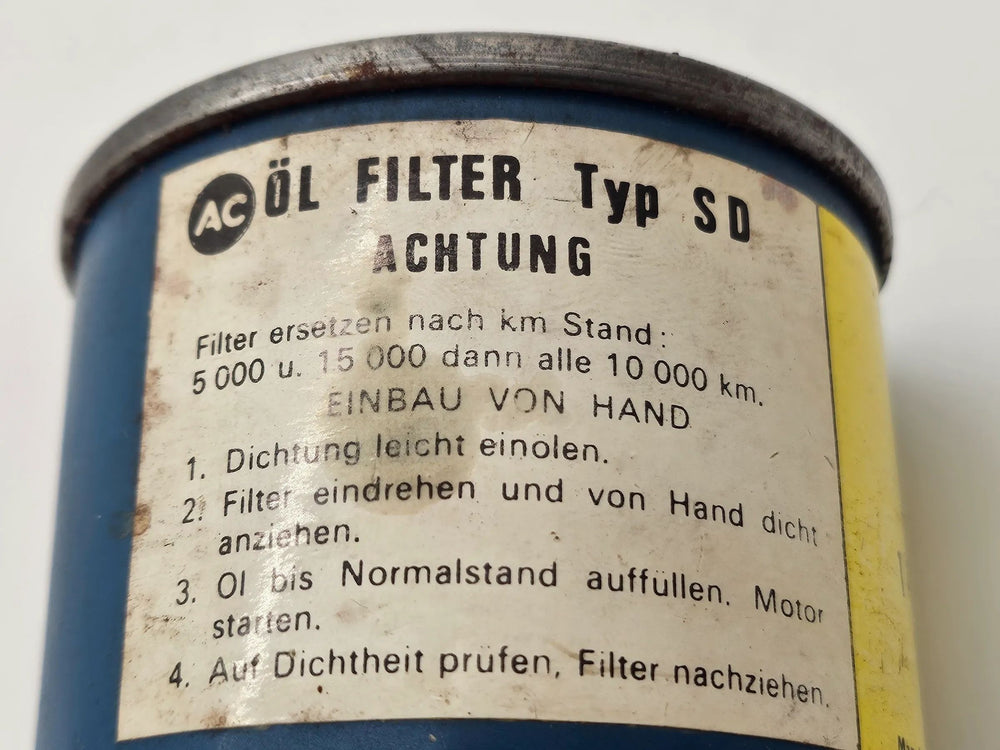 AC ÖL FILTER Typ SD
ACHTUNG
Filter ersetzen nach km Stand:
5 000 u. 15 000 dann alle 10 000 km.
EINBAU VON HAND
1. Dichtung leicht einölen.
2. Filter eindrehen und von Hand dicht
anziehen.
3. Ol bis Normalstand auffüllen. Motor
starten.
4. Auf Dichtheit prüfen, Filter nachziehen.